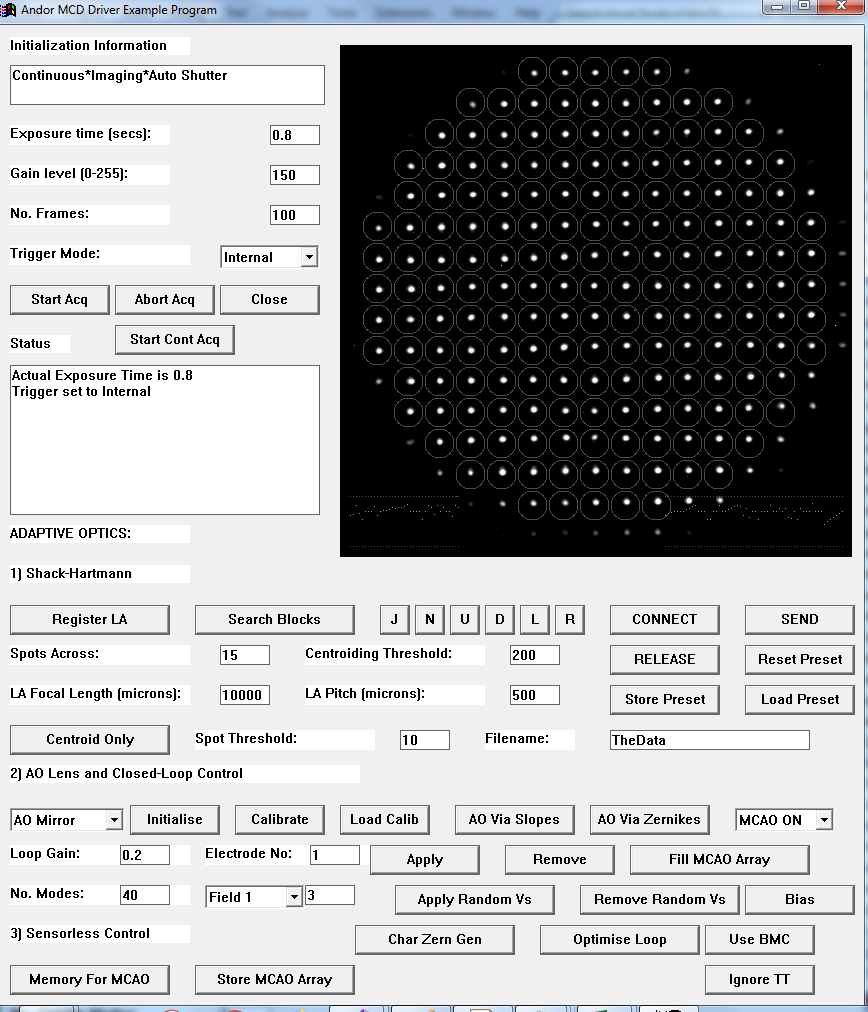 Andor MCD Driver Example Program
Initialization Information
Continuous*Imaging*Auto Shutter
Exposure time (secs): 0.8
Gain level (0-255): 150
No. Frames: 100
Trigger Mode: Internal
Start Acq Abort Acq Close
Status Start Cont Acq
Actual Exposure Time is 0.8
Trigger set to Internal
ADAPTIVE OPTICS:
1) Shack-Hartmann
Register LA Search Blocks J N U D L R CONNECT SEND
Spots Across: 15 Centroiding Threshold: 200 RELEASE Reset Preset
LA Focal Length (microns): 10000 LA Pitch (microns): 500 Store Preset Load Preset
Centroid Only Spot Threshold: 10 Filename: TheData
2) AO Lens and Closed-Loop Control
AO Mirror Initialise Calibrate Load Calib AO Via Slopes AO Via Zernikes MCAO ON
Loop Gain: 0.2 Electrode No: 1 Apply Remove Fill MCAO Array
No. Modes: 40 Field 1 3 Apply Random Vs Remove Random Vs Bias
3) Sensorless Control Char Zern Gen Optimise Loop Use BMC
Memory For MCAO Store MCAO Array Ignore TT